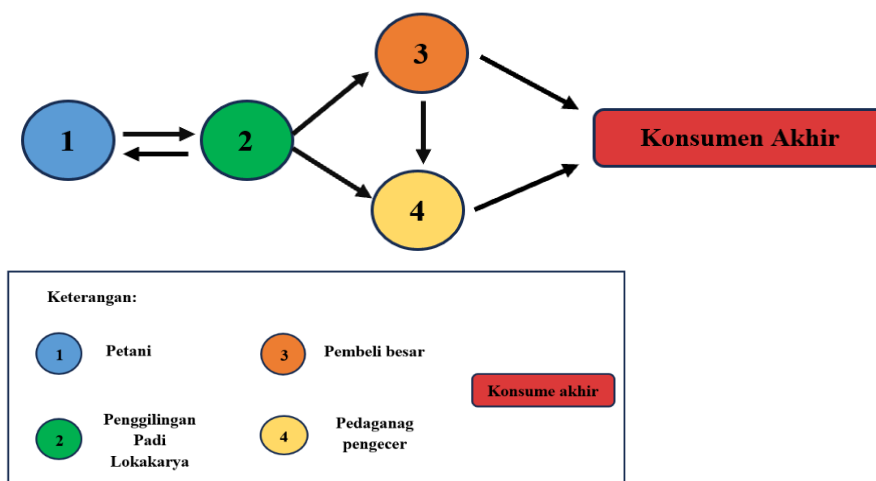 3
1
2
Konsumen Akhir
4
Keterangan:
1
Petani
3
Pembeli besar
Konsume akhir
2
Penggilingan
Padi
Lokakarya
4
Pedaganag
pengecer